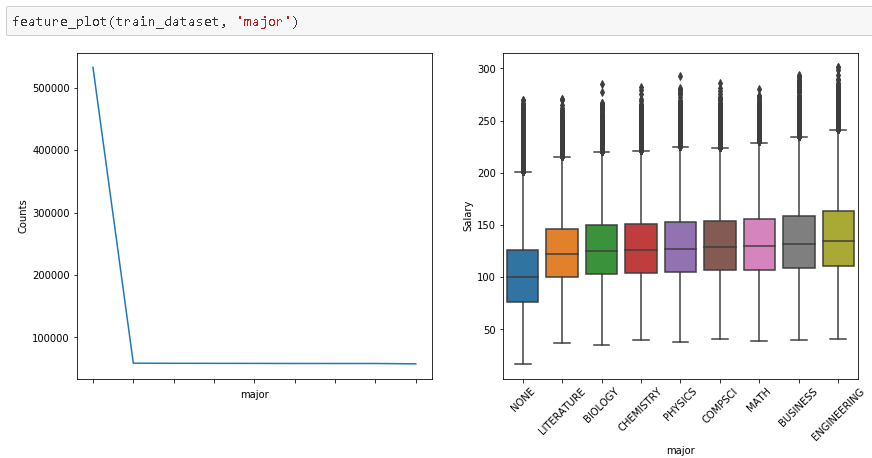 feature_plot(train_dataset, 'major')
500000
400000
300000
200000
100000
Counts
major
300
250
200
150
100
50
Salary
NONE
LITERATURE
BIOLOGY
CHEMISTRY
PHYSICS
COMPSCI
MATH
BUSINESS
ENGINEERING
major